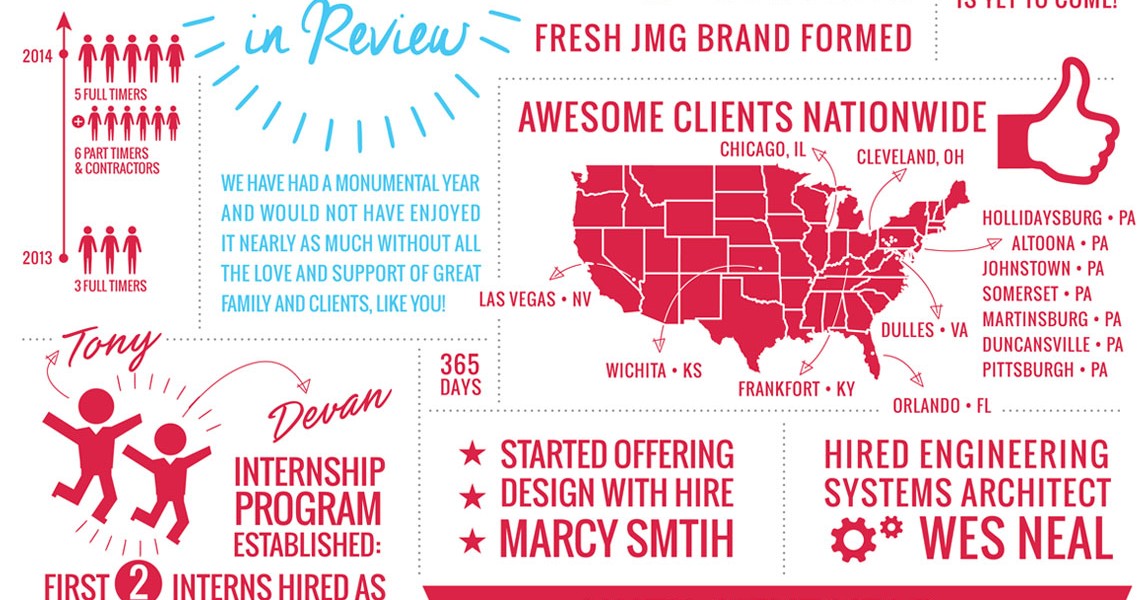 2014
5 FULL TIMERS
+
6 PART TIMERS
& CONTRACTORS
2013
3 FULL TIMERS
in Review
WE HAVE HAD A MONUMENTAL YEAR
AND WOULD NOT HAVE ENJOYED
IT NEARLY AS MUCH WITHOUT ALL
THE LOVE AND SUPPORT OF GREAT
FAMILY AND CLIENTS, LIKE YOU!
FRESH JMG BRAND FORMED
IS YET TO COME!
AWESOME CLIENTS NATIONWIDE
CHICAGO, IL
CLEVELAND, OH
HOLLIDAYSBURG • PA
ALTOONA • PA
JOHNSTOWN • PA
SOMERSET • PA
MARTINSBURG • PA
DUNCANSVILLE • PA
PITTSBURGH • PA
LAS VEGAS • NV
DULLES • VA
WICHITA • KS
FRANKFORT • KY
ORLANDO • FL
Tony
Devan
INTERNSHIP
PROGRAM
ESTABLISHED:
FIRST 2 INTERNS HIRED AS
365
DAYS
STARTED OFFERING
DESIGN WITH HIRE
MARCY SMTIH
HIRED ENGINEERING
SYSTEMS ARCHITECT
WES NEAL